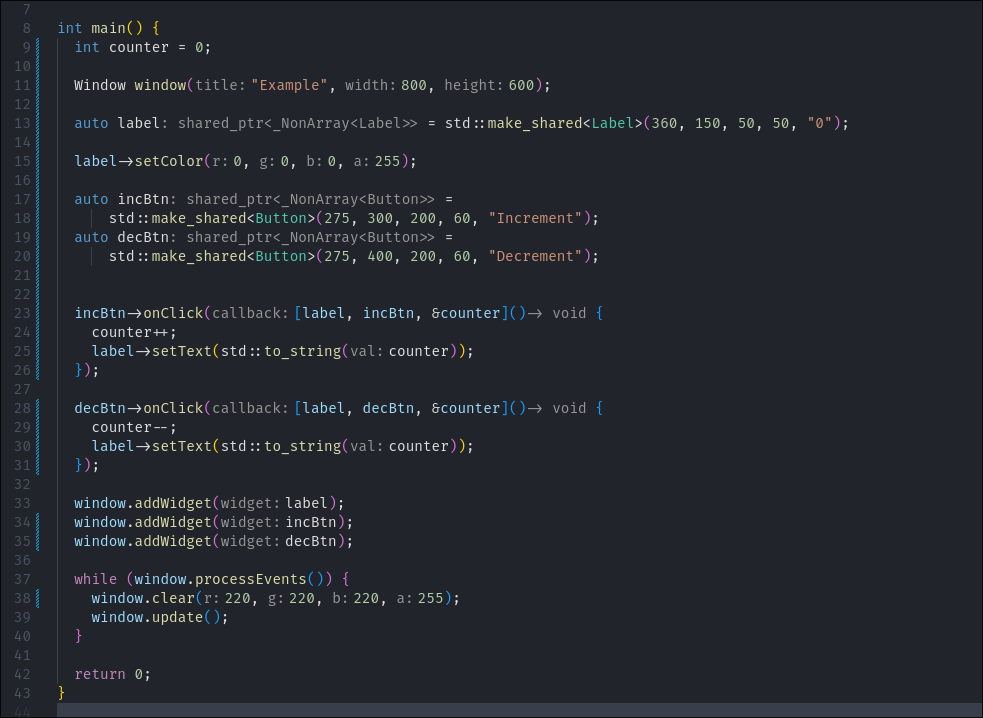 7
8 int main() {
9 int counter = 0;
10
11 Window window(title: "Example", width: 800, height: 600);
12
13 auto label: shared_ptr<_NonArray<Label>> = std::make_shared<Label>(360, 150, 50, 50, "0");
14
15 label->setColor(r: 0, g: 0, b: 0, a: 255);
16
17 auto incBtn: shared_ptr<_NonArray<Button>> =
18 std::make_shared<Button>(275, 300, 200, 60, "Increment");
19 auto decBtn: shared_ptr<_NonArray<Button>> =
20 std::make_shared<Button>(275, 400, 200, 60, "Decrement");
21
22
23 incBtn->onClick(callback: [label, incBtn, &counter]()-> void {
24 counter++;
25 label->setText(std::to_string(val: counter));
26 });
27
28 decBtn->onClick(callback: [label, decBtn, &counter]()-> void {
29 counter--;
30 label->setText(std::to_string(val: counter));
31 });
32
33 window.addWidget(widget: label);
34 window.addWidget(widget: incBtn);
35 window.addWidget(widget: decBtn);
36
37 while (window.processEvents()) {
38 window.clear(r: 220, g: 220, b: 220, a: 255);
39 window.update();
40 }
41
42 return 0;
43 }
44